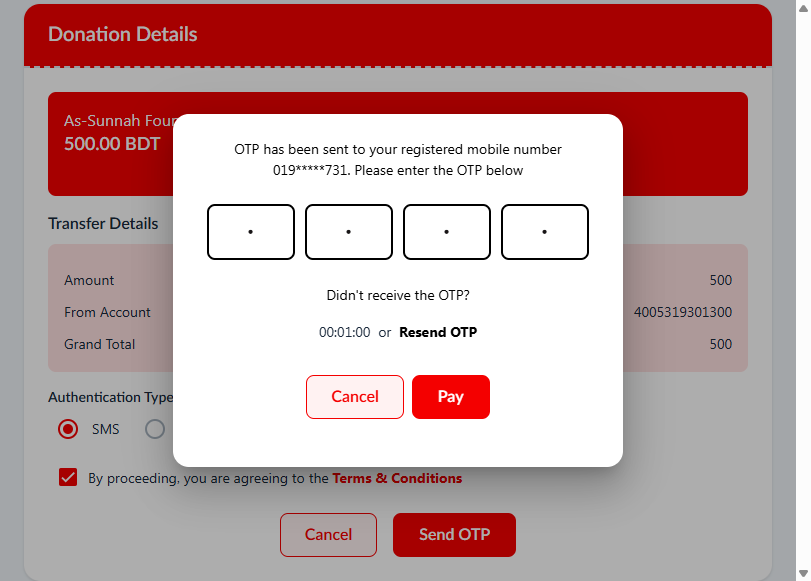 Donation Details
As-Sunnah Four
500.00 BDT
OTP has been sent to your registered mobile number
019*****731. Please enter the OTP below
Transfer Details
Amount 500
From Account 4005319301300
Grand Total 500
Didn't receive the OTP?
00:01:00 or Resend OTP
Cancel Pay
Authentication Type
SMS
By proceeding, you are agreeing to the Terms & Conditions
Cancel Send OTP